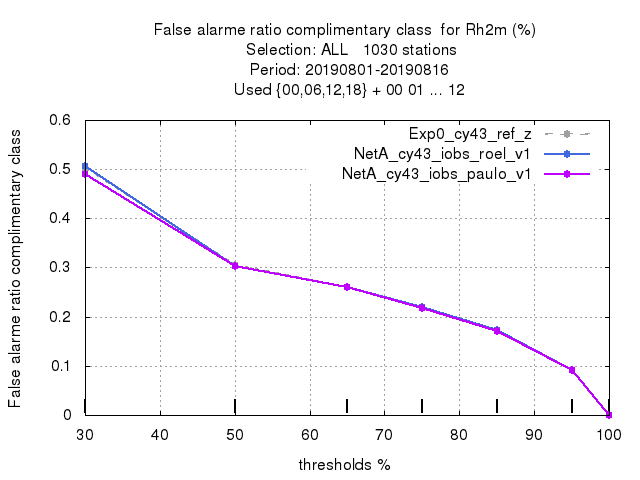 False alarme ratio complimentary class  for Rh2m (%)
Selection: ALL   1030 stations
Period: 20190801-20190816
Used {00,06,12,18} + 00 01 ... 12
False alarme ratio complimentary class
0.6
0.5
0.4
0.3
0.2
0.1
0
Exp0_cy43_ref_z
NetA_cy43_iobs_roel_v1
NetA_cy43_iobs_paulo_v1
30 40 50 60 70 80 90 100
thresholds %